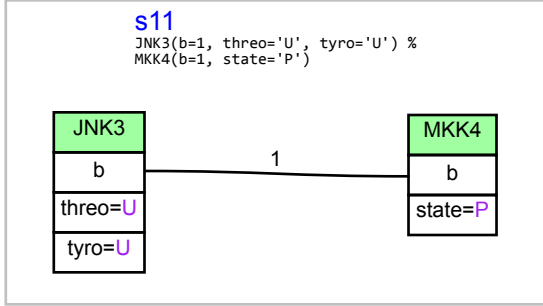 s11
JNK3(b=1, threo='U', tyro='U') %
MKK4(b=1, state='P')
JNK3
MKK4
1
b
b
threo=U
state=P
tyro=U